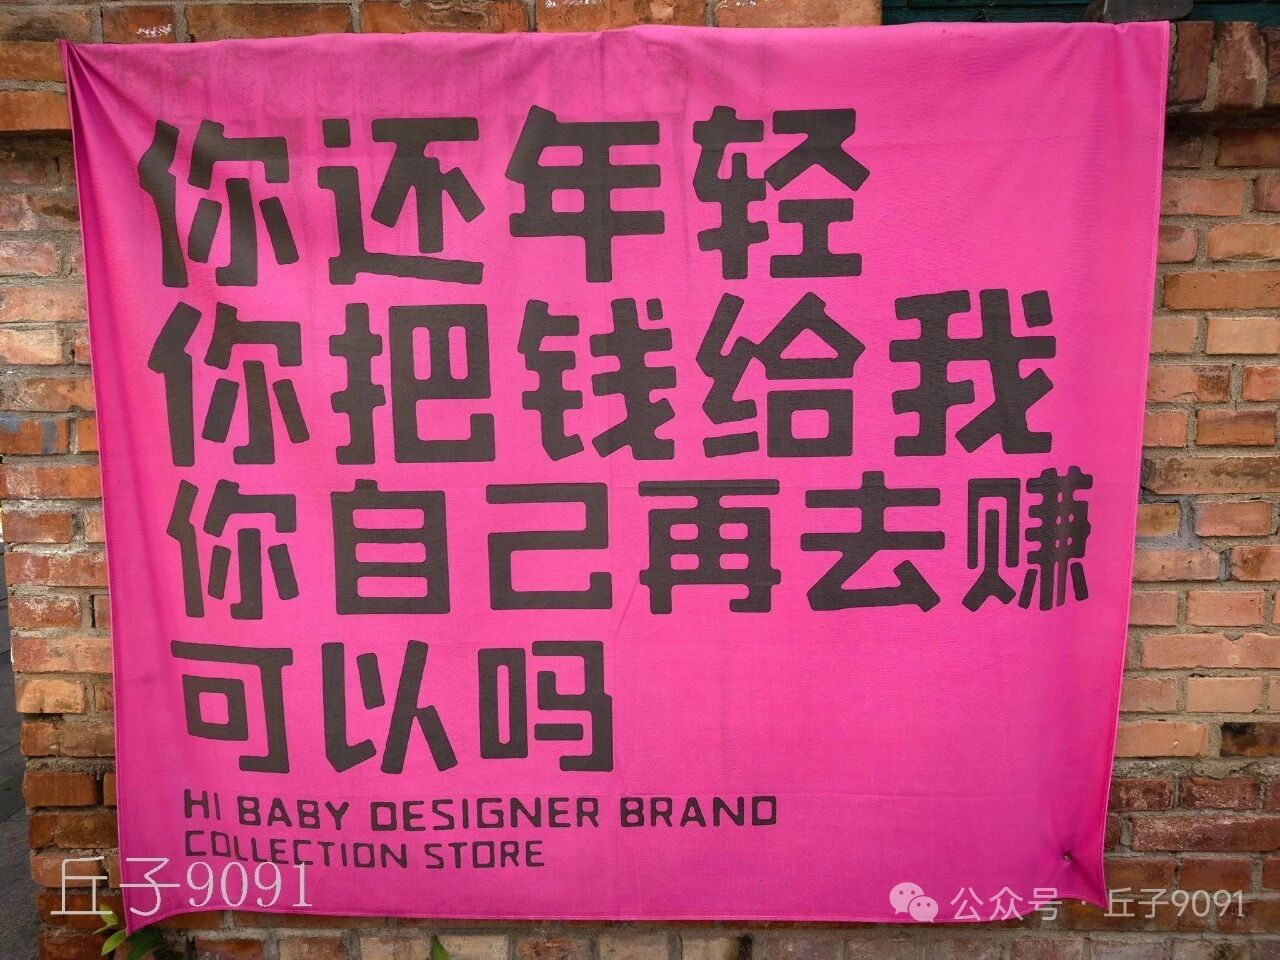 你还年轻
你把钱给我
你自己再去赚
可以吗
HI BABY DESIGNER BRAND
COLLECTION STORE
丘子9091
公众号 · 丘子9091